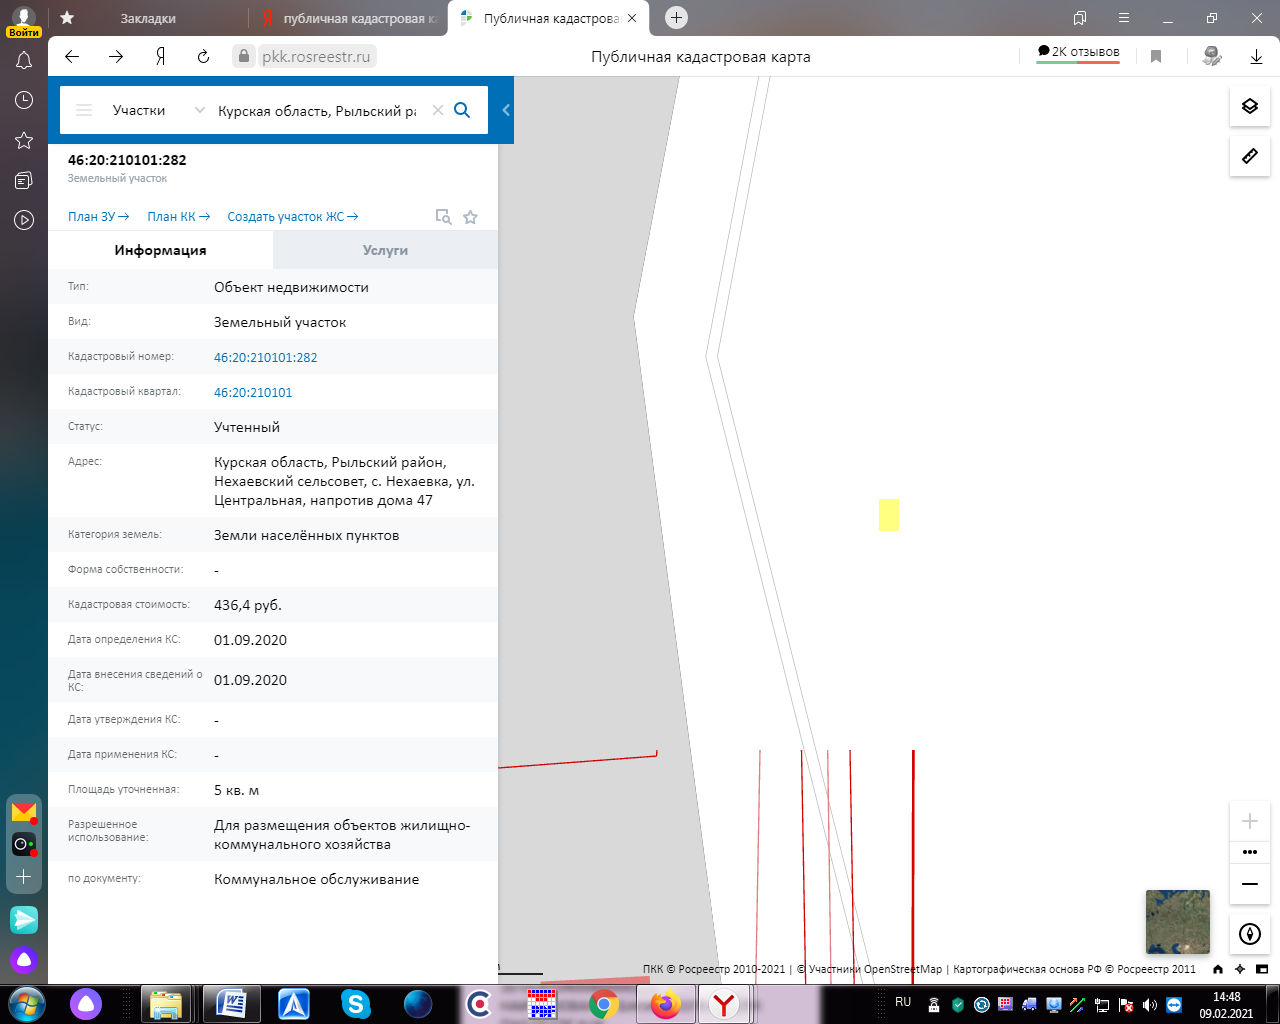 Закладки
публичная кадастровая ка
Публичная кадастрова
Войти
pkk.rosreestr.ru
Публичная кадастровая карта
2К отзывов
Участки
Курская область, Рыльский ра
46:20:210101:282
Земельный участок
План ЗУ→
План КК→
Создать участок ЖС→
Информация
Услуги
Тип:
Объект недвижимости
Вид:
Земельный участок
Кадастровый номер:
46:20:210101:282
Кадастровый квартал:
46:20:210101
Статус:
Учтенный
Адрес:
Курская область, Рыльский район,
Нехаевский сельсовет, с. Нехаевка, ул.
Центральная, напротив дома 47
Категория земель:
Земли населённых пунктов
Форма собственности:
-
Кадастровая стоимость:
436,4 руб.
Дата определения КС:
01.09.2020
Дата внесения сведений о
КС:
01.09.2020
Дата утверждения КС:
-
Дата применения КС:
-
Площадь уточненная:
5 кв. м
Разрешенное
использование:
Для размещения объектов жилищно-
коммунального хозяйства
по документу:
Коммунальное обслуживание
ПКК © Росреестр 2010-2021 | © Участники OpenStreetMap | Картографическая основа РФ © Росреестр 2011
RU
14:48
09.02.2021